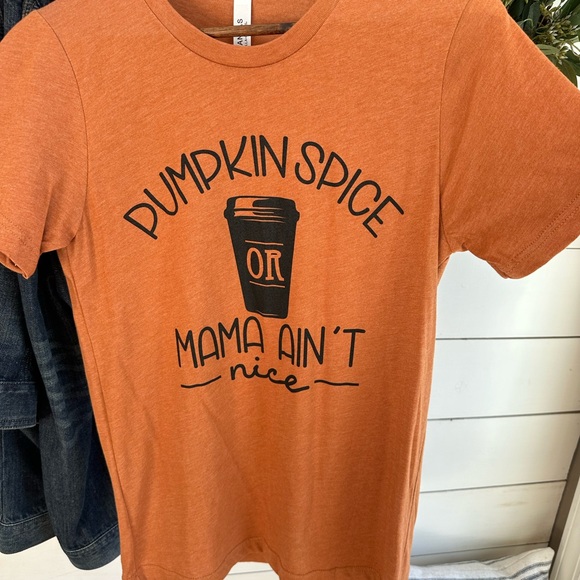 PUMPKIN SPICE
OR
MAMA AIN'T
nice